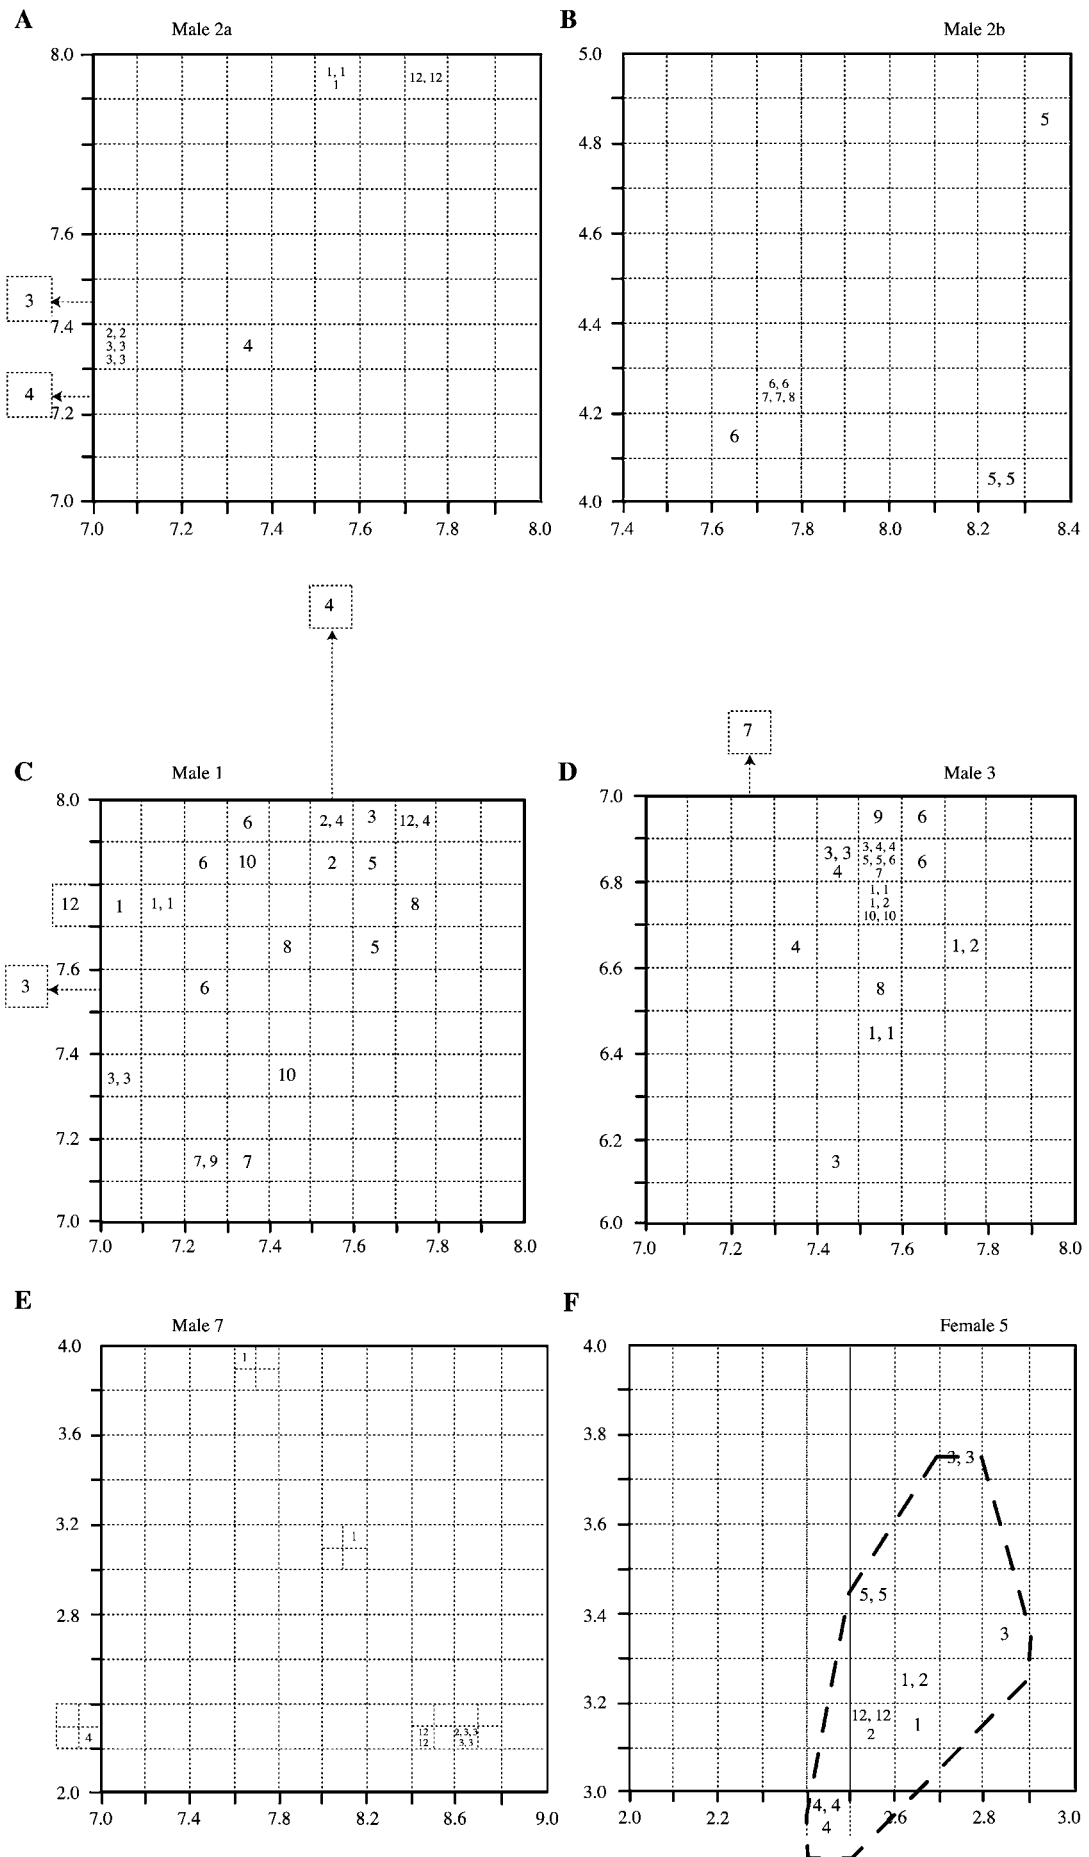 A
Male 2a
8.0
7.6
7.4
7.2
7.0
1, 1
1
12, 12
3
2, 2
3, 3
3, 3
4
4
7.0 7.2 7.4 7.6 7.8 8.0
B
Male 2b
5.0
4.8
4.6
4.4
4.2
4.0
5
6, 6
7, 7, 8
6
5, 5
7.4 7.6 7.8 8.0 8.2 8.4
4
C
Male 1
8.0
7.6
7.4
7.2
7.0
6 2, 4 3 12, 4
6 10 2 5
12 1 1, 1 8
8 5
3 6
3, 3 10
7, 9 7
7.0 7.2 7.4 7.6 7.8 8.0
7
D
Male 3
7.0
6.8
6.6
6.4
6.2
6.0
9 6
3, 3
4
3, 4, 4
5, 5, 6
7
6
1, 1
1, 2
10, 10
4 1, 2
8
1, 1
3
7.0 7.2 7.4 7.6 7.8 8.0
E
Male 7
4.0
3.6
3.2
2.8
2.0
1
1
4
12
12
2, 3, 3
3, 3
7.0 7.4 7.8 8.2 8.6 9.0
F
Female 5
4.0
3.8
3.6
3.4
3.2
3.0
3, 3
5, 5
3
1, 2
12, 12
2
1
4, 4
4
2.0 2.2 2.6 2.8 3.0